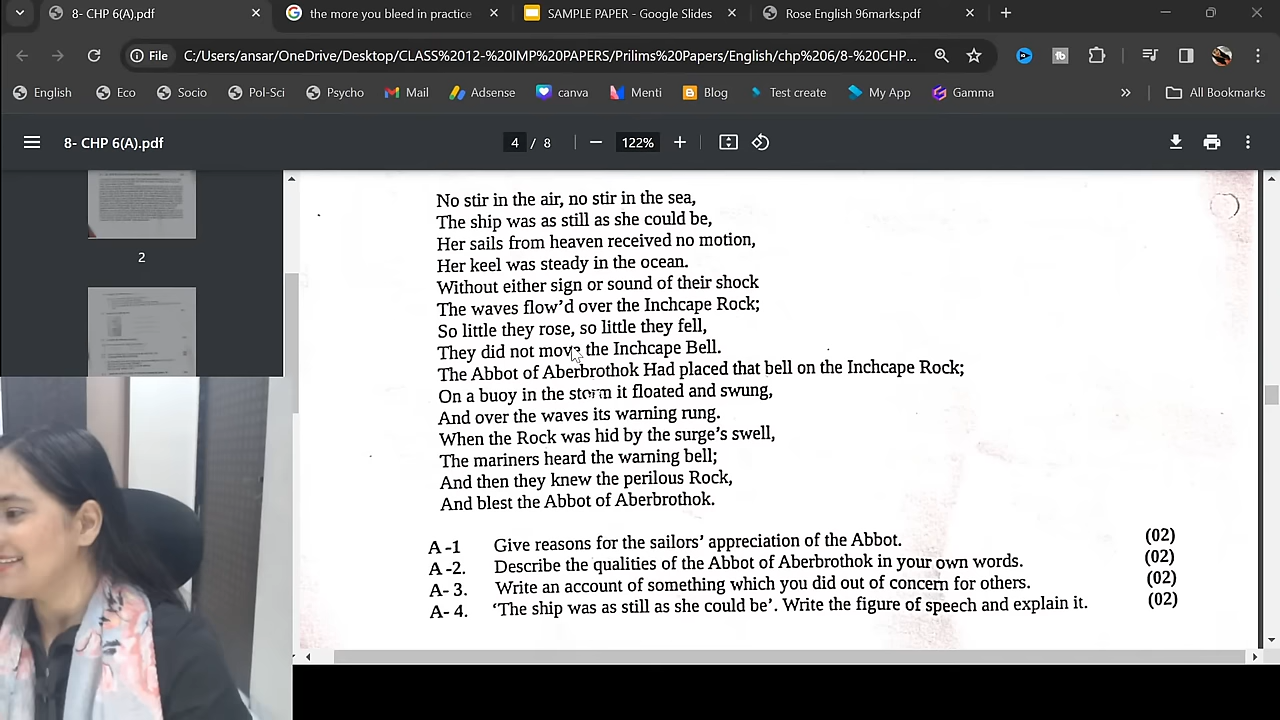 8- CHP 6(A).pdf
the more you bleed in practice
SAMPLE PAPER - Google Slides
Rose English 96marks.pdf
File
C:/Users/ansar/OneDrive/Desktop/CLASS%2012-%20IMP%20PAPERS/Prilims%20Papers/English/chp%206/8-%20CHP...
English
Eco
Socio
Pol-Sci
Psycho
Mail
Adsense
canva
Menti
Blog
Test create
My App
Gamma
»
All Bookmarks
8- CHP 6(A).pdf
4 / 8
122%
2
No stir in the air, no stir in the sea,
The ship was as still as she could be,
Her sails from heaven received no motion,
Her keel was steady in the ocean.
Without either sign or sound of their shock
The waves flow'd over the Inchcape Rock;
So little they rose, so little they fell,
They did not move the Inchcape Bell.
The Abbot of Aberbrothok Had placed that bell on the Inchcape Rock;
On a buoy in the storm it floated and swung,
And over the waves its warning rung.
When the Rock was hid by the surge's swell,
The mariners heard the warning bell;
And then they knew the perilous Rock,
And blest the Abbot of Aberbrothok.
A -1 Give reasons for the sailors' appreciation of the Abbot. (02)
A -2. Describe the qualities of the Abbot of Aberbrothok in your own words. (02)
A- 3. Write an account of something which you did out of concern for others. (02)
A- 4. 'The ship was as still as she could be'. Write the figure of speech and explain it. (02)